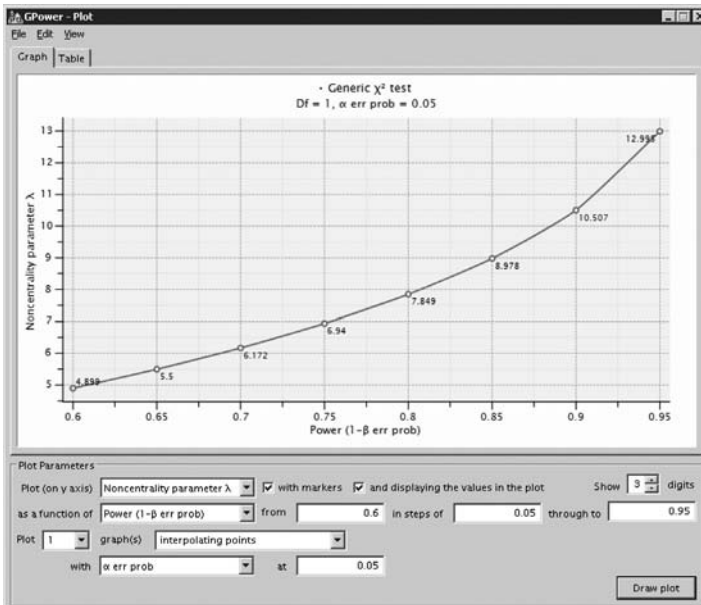 GPower - Plot
File Edit View
Graph Table
Generic χ² test
Df = 1, α err prob = 0.05
Noncentrality parameter λ
13
12
11
10
9
8
7
6
5
4.899
5.5
6.172
6.94
7.849
8.978
10.507
12.995
0.6 0.65 0.7 0.75 0.8 0.85 0.9 0.95
Power (1-β err prob)
Plot Parameters
Plot (on y axis) Noncentrality parameter λ with markers and displaying the values in the plot Show 3 digits
as a function of Power (1-β err prob) from 0.6 in steps of 0.05 through to 0.95
Plot 1 graph(s) interpolating points
with α err prob at 0.05
Draw plot